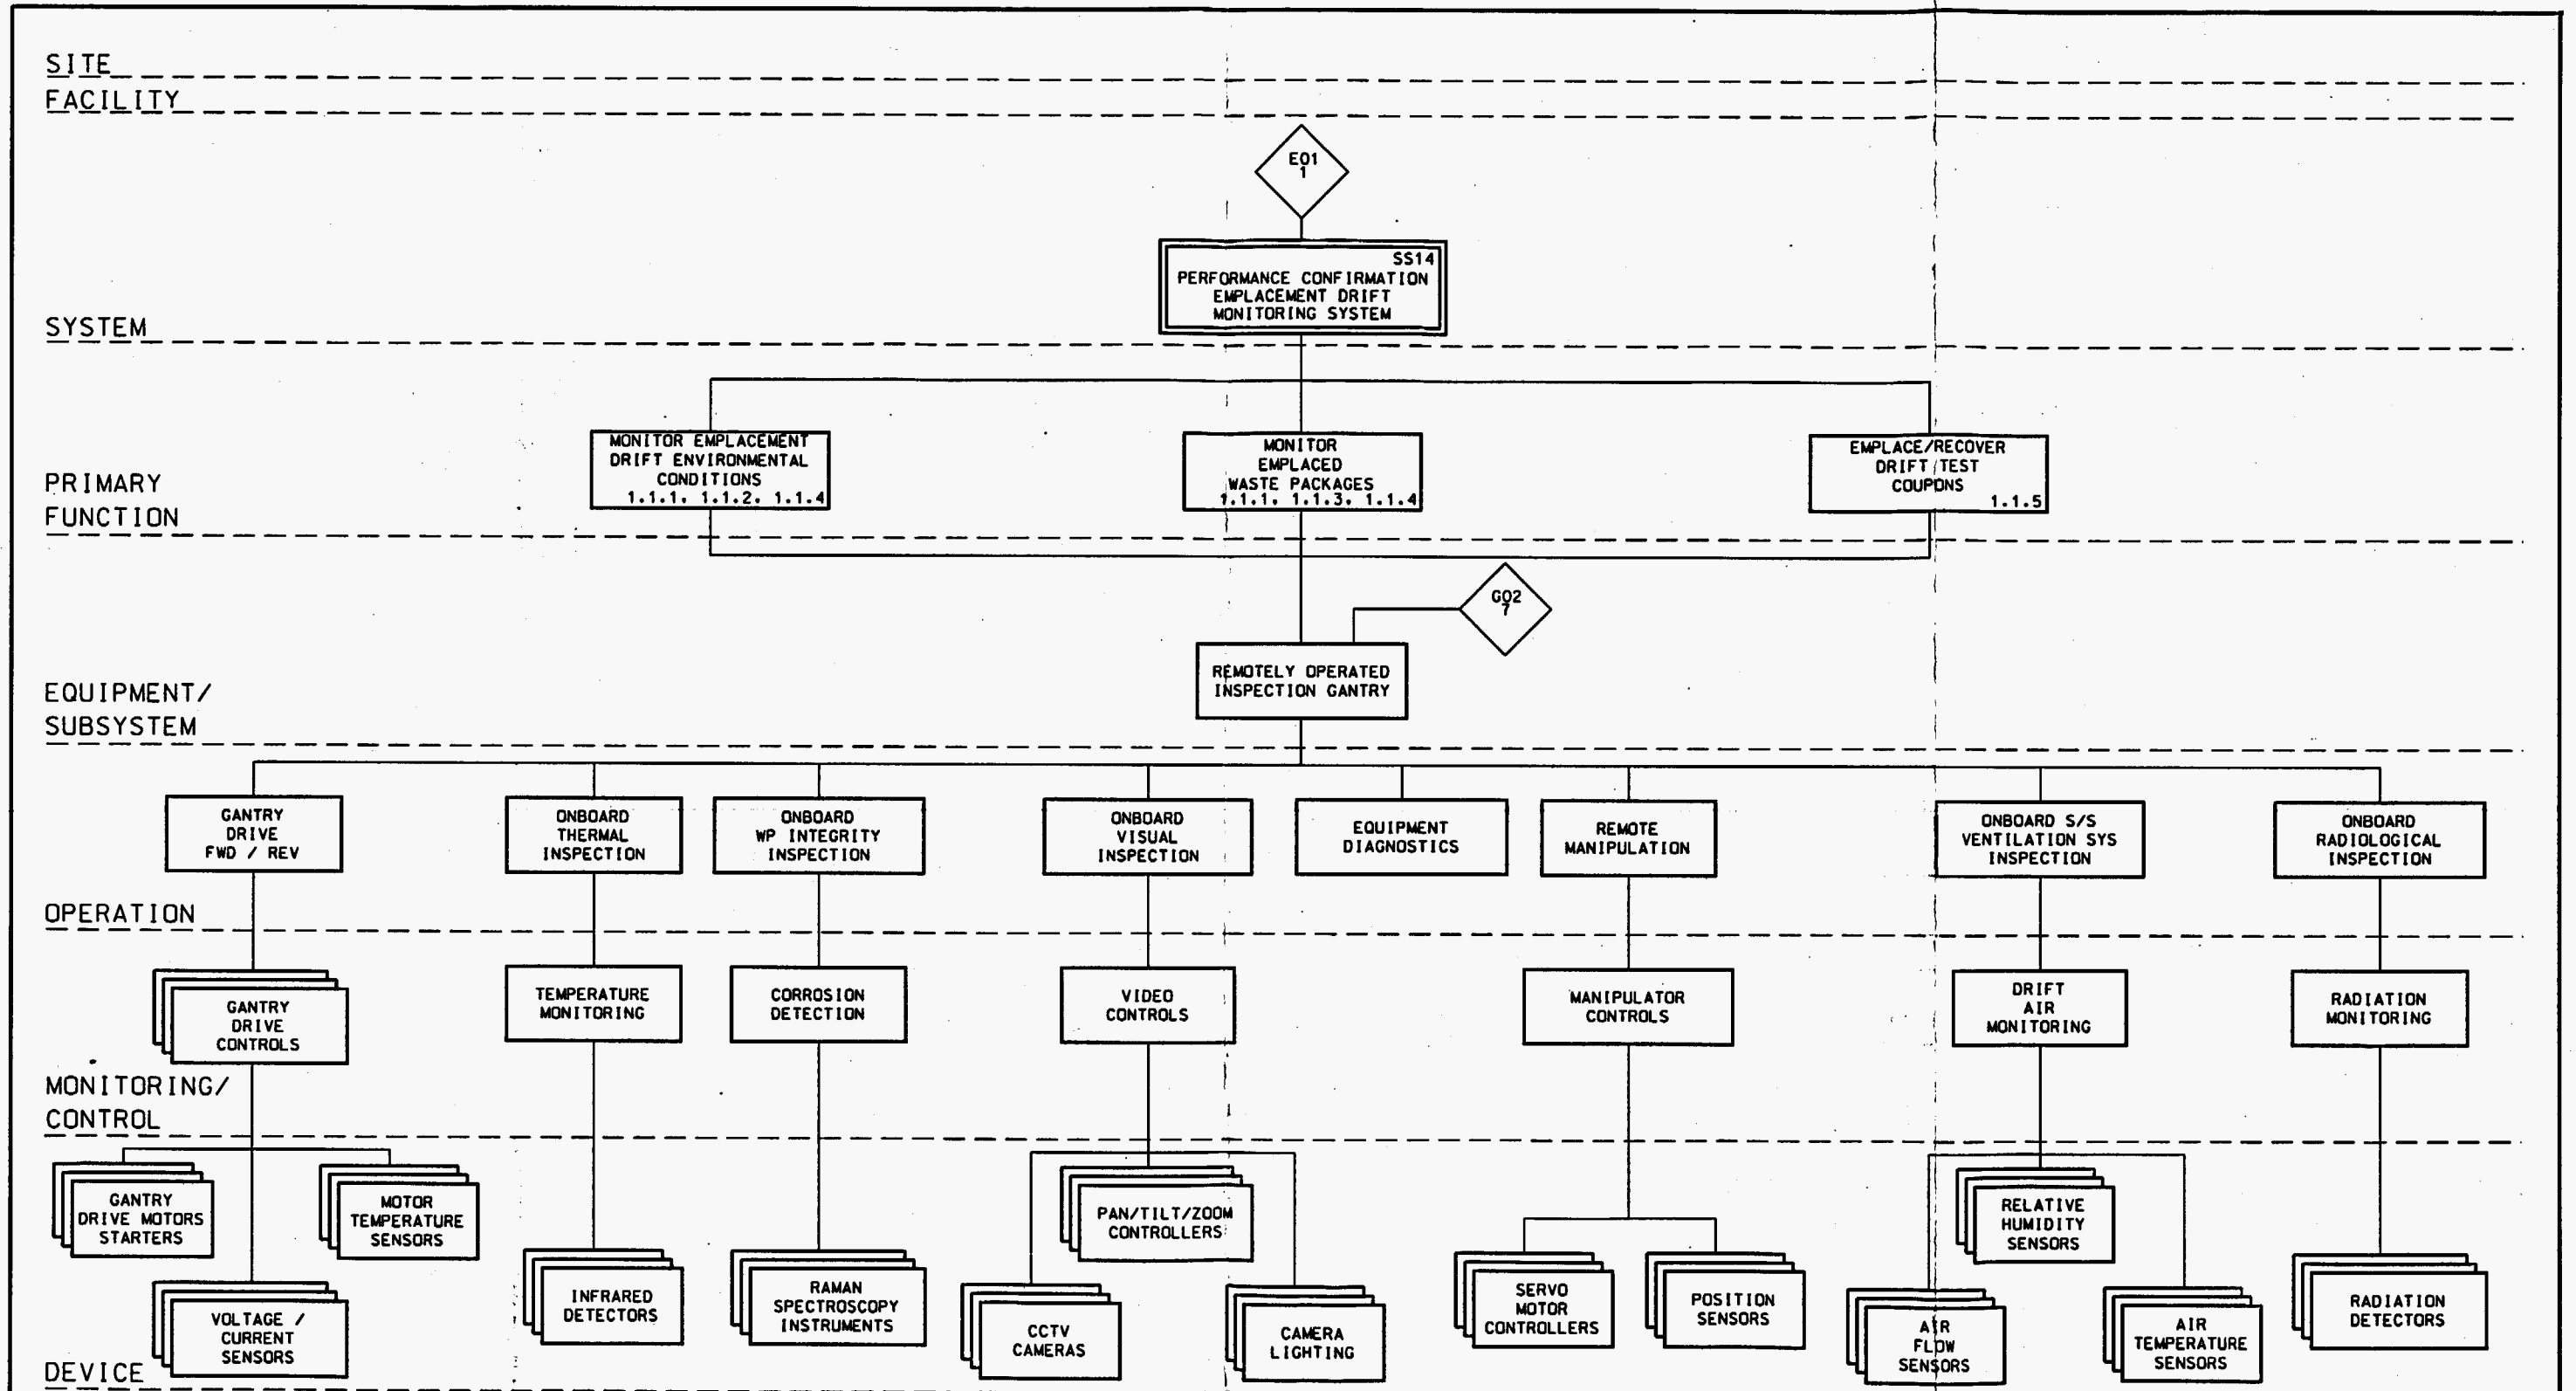 SITE
FACILITY
E01
1
SS14
PERFORMANCE CONFIRMATION
EMPLACEMENT DRIFT
MONITORING SYSTEM
SYSTEM
MONITOR EMPLACEMENT
DRIFT ENVIRONMENTAL
CONDITIONS
1.1.1. 1.1.2. 1.1.4
MONITOR
EMPLACED
WASTE PACKAGES
1.1.1. 1.1.3. 1.1.4
EMPLACE/RECOVER
DRIFT TEST
COUPONS
1.1.5
PRIMARY
FUNCTION
G02
7
REMOTELY OPERATED
INSPECTION GANTRY
EQUIPMENT/
SUBSYSTEM
GANTRY
DRIVE
FWD / REV
ONBOARD
THERMAL
INSPECTION
ONBOARD
WP INTEGRITY
INSPECTION
ONBOARD
VISUAL
INSPECTION
EQUIPMENT
DIAGNOSTICS
REMOTE
MANIPULATION
ONBOARD S/S
VENTILATION SYS
INSPECTION
ONBOARD
RADIOLOGICAL
INSPECTION
OPERATION
GANTRY
DRIVE
CONTROLS
TEMPERATURE
MONITORING
CORROSION
DETECTION
VIDEO
CONTROLS
MANIPULATOR
CONTROLS
DRIFT
AIR
MONITORING
RADIATION
MONITORING
MONITORING/
CONTROL
GANTRY
DRIVE MOTORS
STARTERS
MOTOR
TEMPERATURE
SENSORS
VOLTAGE /
CURRENT
SENSORS
INFRARED
DETECTORS
RAMAN
SPECTROSCOPY
INSTRUMENTS
PAN/TILT/ZOOM
CONTROLLERS
CCTV
CAMERAS
CAMERA
LIGHTING
SERVO
MOTOR
CONTROLLERS
POSITION
SENSORS
RELATIVE
HUMIDITY
SENSORS
AIR
FLOW
SENSORS
AIR
TEMPERATURE
SENSORS
RADIATION
DETECTORS
DEVICE